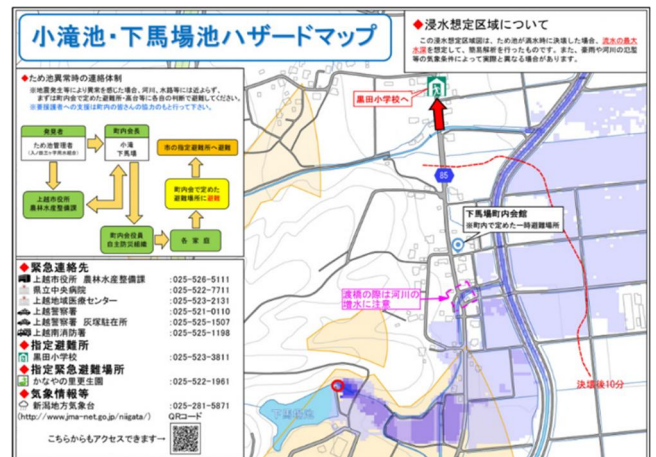 小滝池・下馬場池ハザードマップ
◆浸水想定区域について
この浸水想定区域図は、ため池が満水時に決壊した場合、流水の最大
水深を想定して、簡易解析を行ったものです。また、豪雨や河川の氾濫
等の気象条件によって実際と異なる場合があります。
◆ため池異常時の連絡体制
※地震発生等により異常を感じた場合、河川、水路等には近よらず、
まずは町内会で定めた避難所・高台等に各自の判断で避難してください。
※要援護者への支援は町内の皆さんの協力のもと行って下さい。
発見者
ため池管理者
町内会長
小滝
下馬場
市の指定避難所へ避難
町内会で定めた
避難場所に避難
上越市役所
農林水産整備課
町内会役員
自主防災組織
各家庭
◆緊急連絡先
上越市役所 農林水産整備課 :025-526-5111
県立中央病院 :025-522-7711
上越地域医療センター :025-523-2131
上越警察署 :025-521-0110
上越警察署 灰塚駐在所 :025-525-1507
上越南消防署 :025-525-1198
◆指定避難所
黒田小学校 :025-523-3811
◆指定緊急避難場所
かなやの里更生園 :025-522-1961
◆気象情報等
新潟地方気象台 :025-281-5871
(http://www.jma-net.go.jp/niigata/) QRコード
こちらからもアクセスできます→
黒田小学校へ
85
下馬場町内会館
※町内で定めた一時避難場所
渡橋の際は河川の
増水に注意
決壊後10分
下馬場池